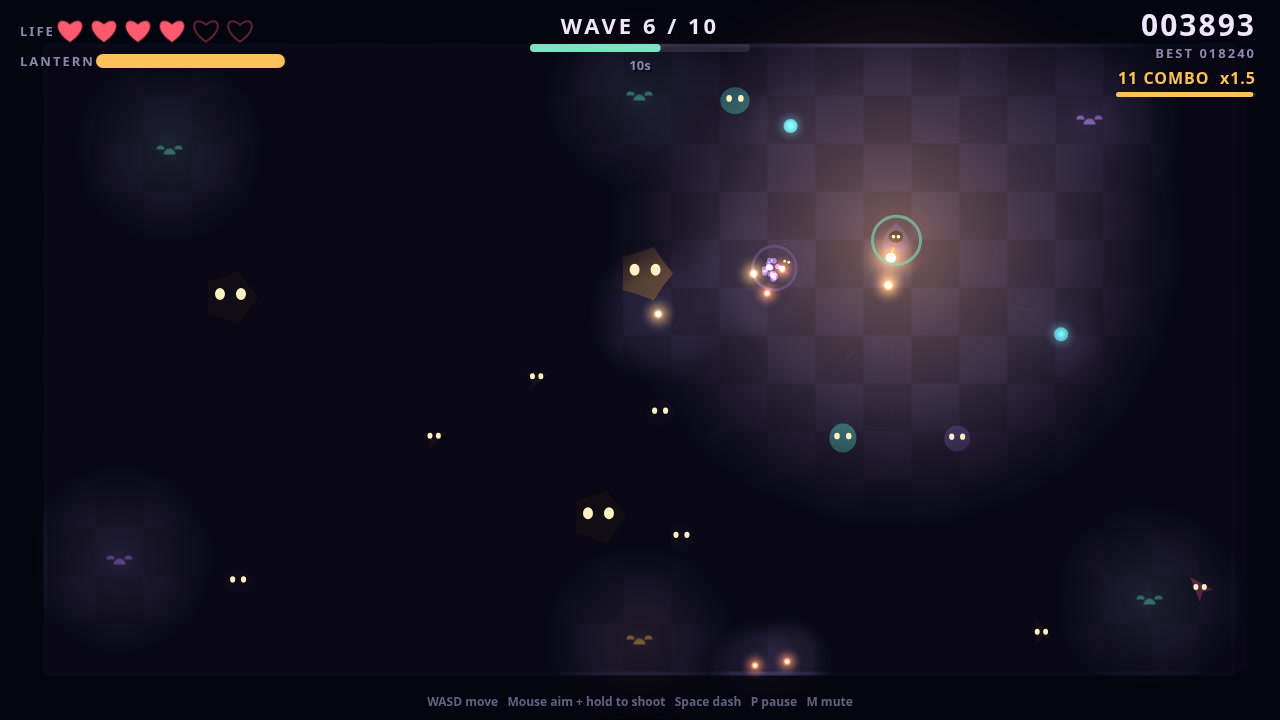 LIFE
LANTERN
WAVE 6 / 10
10s
003893
BEST 018240
11 COMBO x1.5
WASD move Mouse aim + hold to shoot Space dash P pause M mute